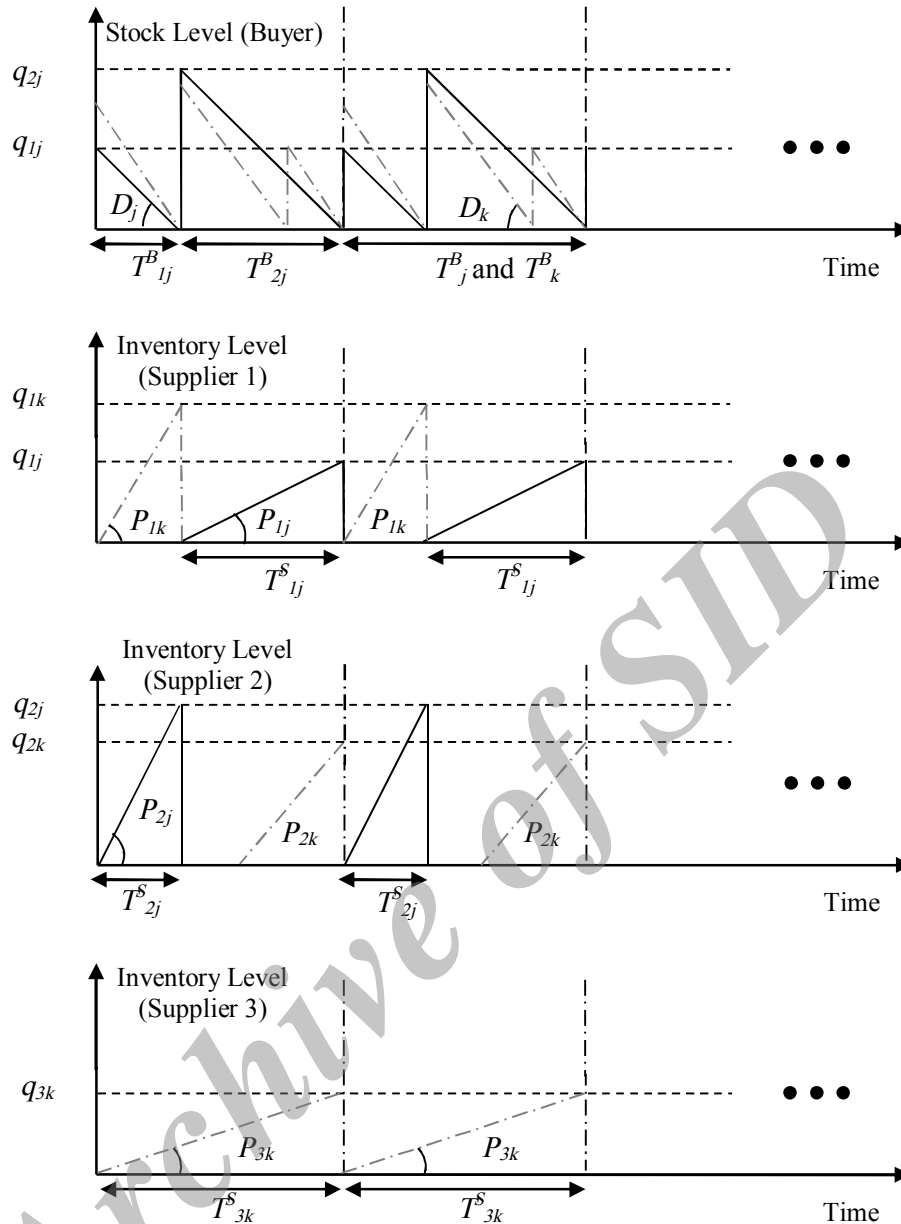 Stock Level (Buyer)
q2j
q1j
Dj
Dk
T^B_1j
T^B_2j
T^B_j and T^B_k
Time
Inventory Level
(Supplier 1)
q1k
q1j
P1k
P1j
P1k
T^S_1j
T^S_1j
Time
Inventory Level
(Supplier 2)
q2j
q2k
P2j
P2k
P2k
T^S_2j
T^S_2j
Time
Inventory Level
(Supplier 3)
q3k
P3k
P3k
T^S_3k
T^S_3k
Time
Archive of SID